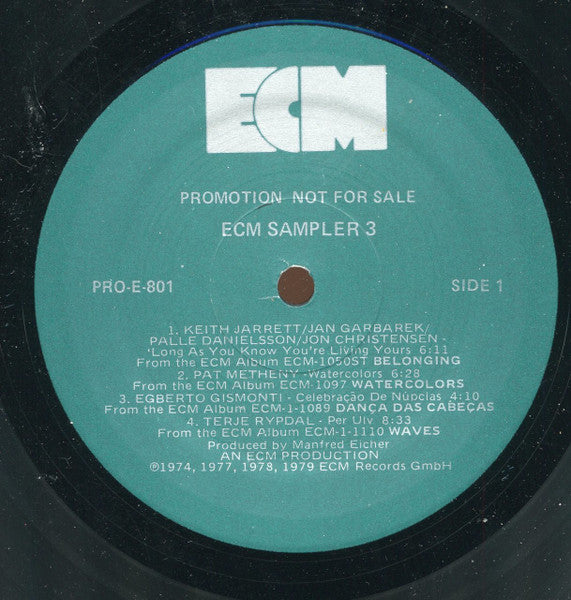 ECM
PROMOTION NOT FOR SALE
ECM SAMPLER 3
PRO-E-801
SIDE 1
1. KEITH JARRETT/JAN GARBAREK/
PALLE DANIELSSON/JON CHRISTENSEN -
'Long As You Know You're Living Yours 6:11
From the ECM Album ECM-1050ST BELONGING
2. PAT METHENY -Watercolors 6:28
From the ECM Album ECM-1097 WATERCOLORS
3. EGBERTO GISMONTI - Celebração De Núpcias 4:10
From the ECM Album ECM-1-1089 DANÇA DAS CABEÇAS
4. TERJE RYPDAL - Per Ulv 8:33
From the ECM Album ECM-1-1110 WAVES
Produced by Manfred Eicher
AN ECM PRODUCTION
℗1974, 1977, 1978, 1979 ECM Records GmbH